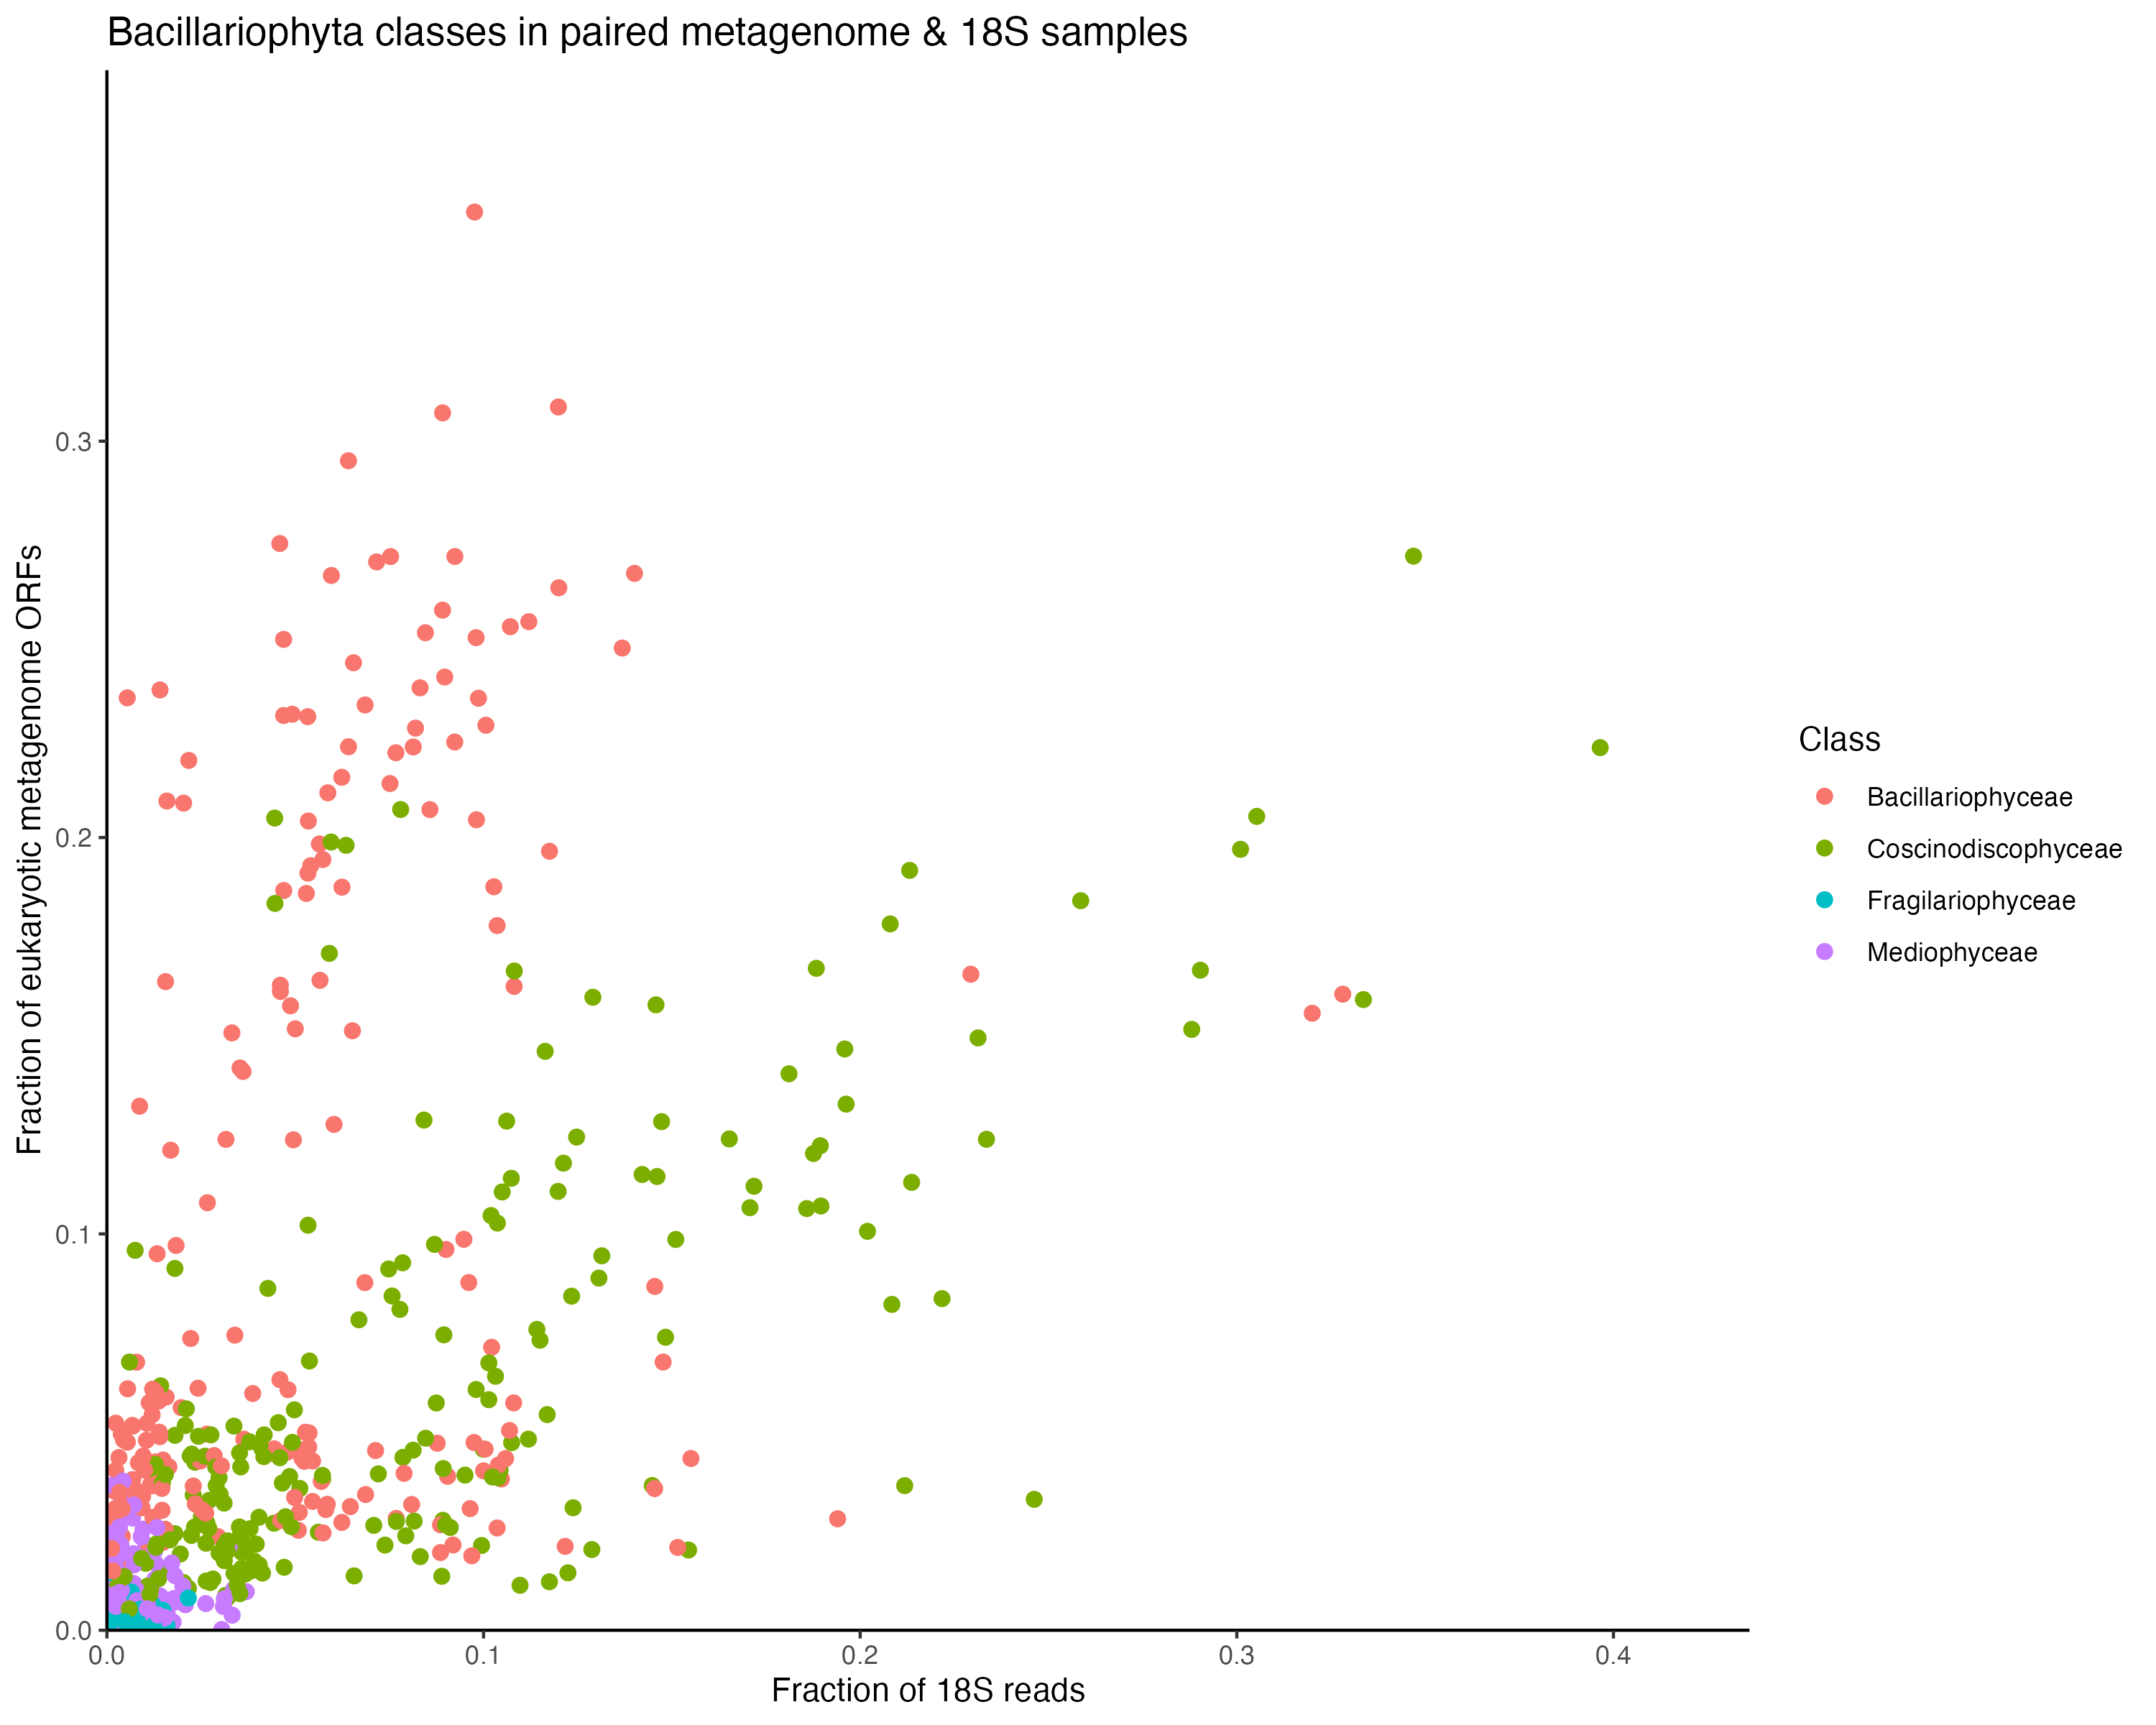 Bacillariophyta classes in paired metagenome & 18S samples
Fraction of eukaryotic metagenome ORFs
0.3
0.2
0.1
0.0
0.0 0.1 0.2 0.3 0.4
Fraction of 18S reads
Class
Bacillariophyceae
Coscinodiscophyceae
Fragilariophyceae
Mediophyceae